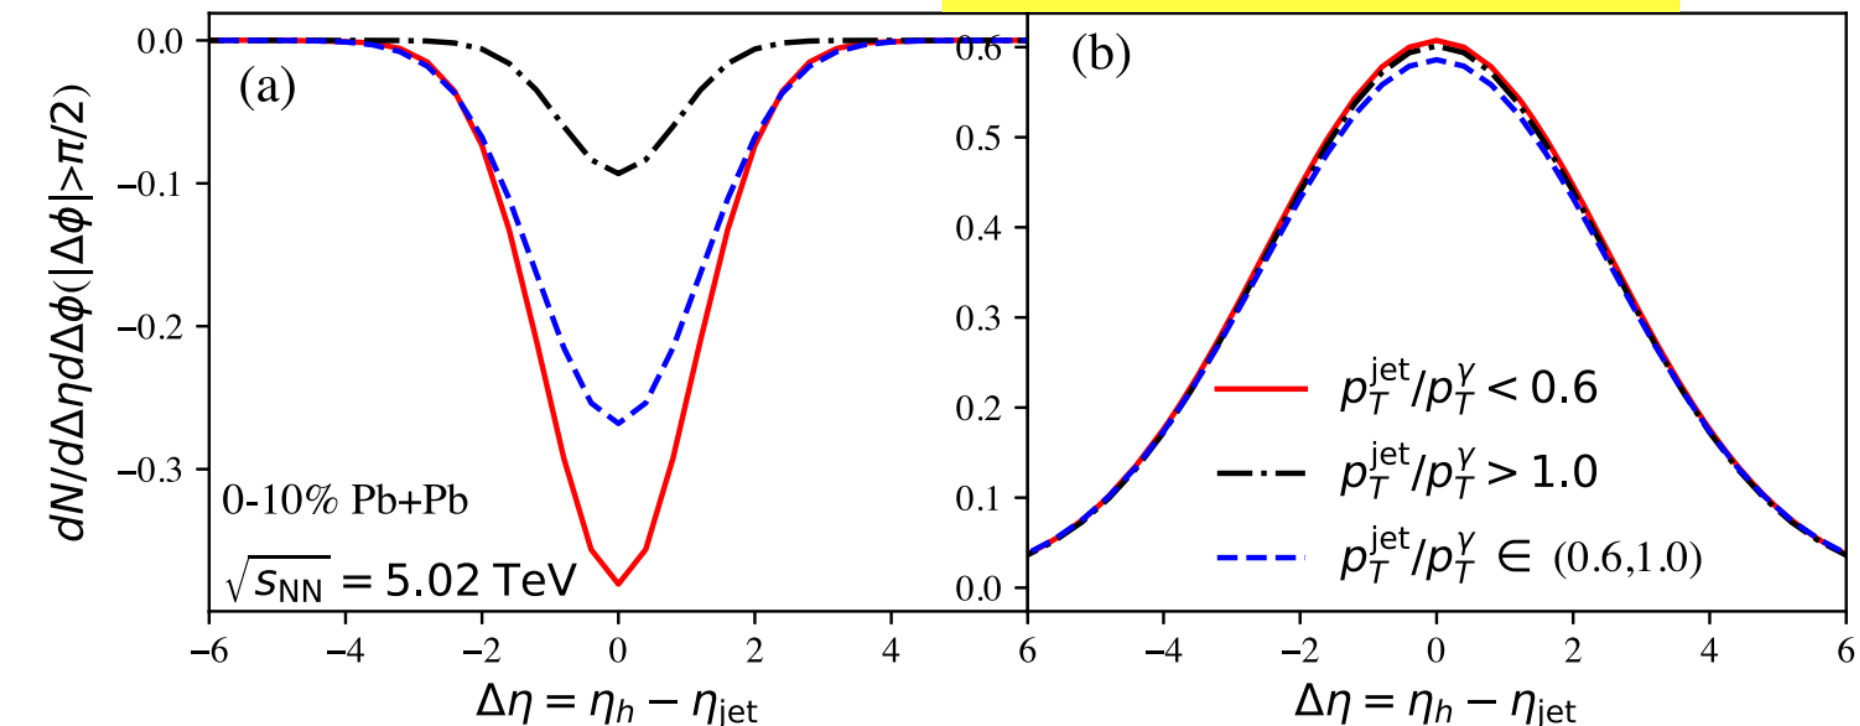 dN/dΔηdΔϕ(|Δϕ|>π/2)
0.0
−0.1
−0.2
−0.3
(a)
0-10% Pb+Pb
√sNN = 5.02 TeV
−6 −4 −2 0 2 4 6
Δη = ηh − ηjet
0.6
0.5
0.4
0.3
0.2
0.1
0.0
(b)
pTjet/pTγ < 0.6
pTjet/pTγ > 1.0
pTjet/pTγ ∈ (0.6,1.0)
−4 −2 0 2 4 6
Δη = ηh − ηjet